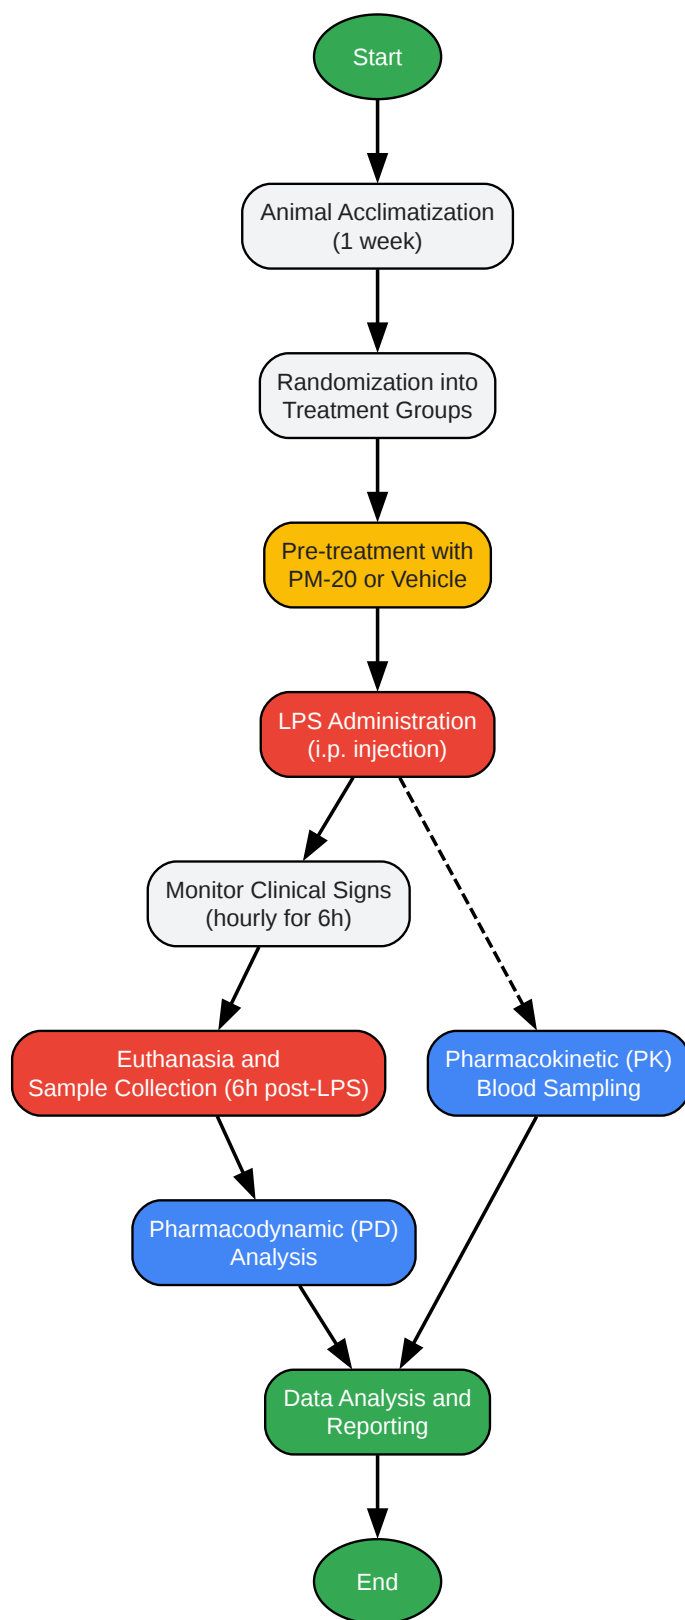 Start
Animal Acclimatization
(1 week)
Randomization into
Treatment Groups
Pre-treatment with
PM-20 or Vehicle
LPS Administration
(i.p. injection)
Monitor Clinical Signs
(hourly for 6h)
Euthanasia and
Sample Collection (6h post-LPS)
Pharmacokinetic (PK)
Blood Sampling
Pharmacodynamic (PD)
Analysis
Data Analysis and
Reporting
End